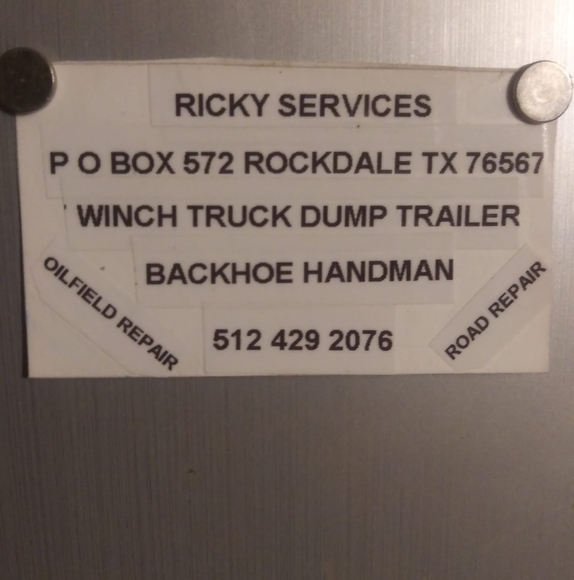 RICKY SERVICES
P O BOX 572 ROCKDALE TX 76567
WINCH TRUCK DUMP TRAILER
BACKHOE HANDMAN
OILFIELD REPAIR
512 429 2076
ROAD REPAIR